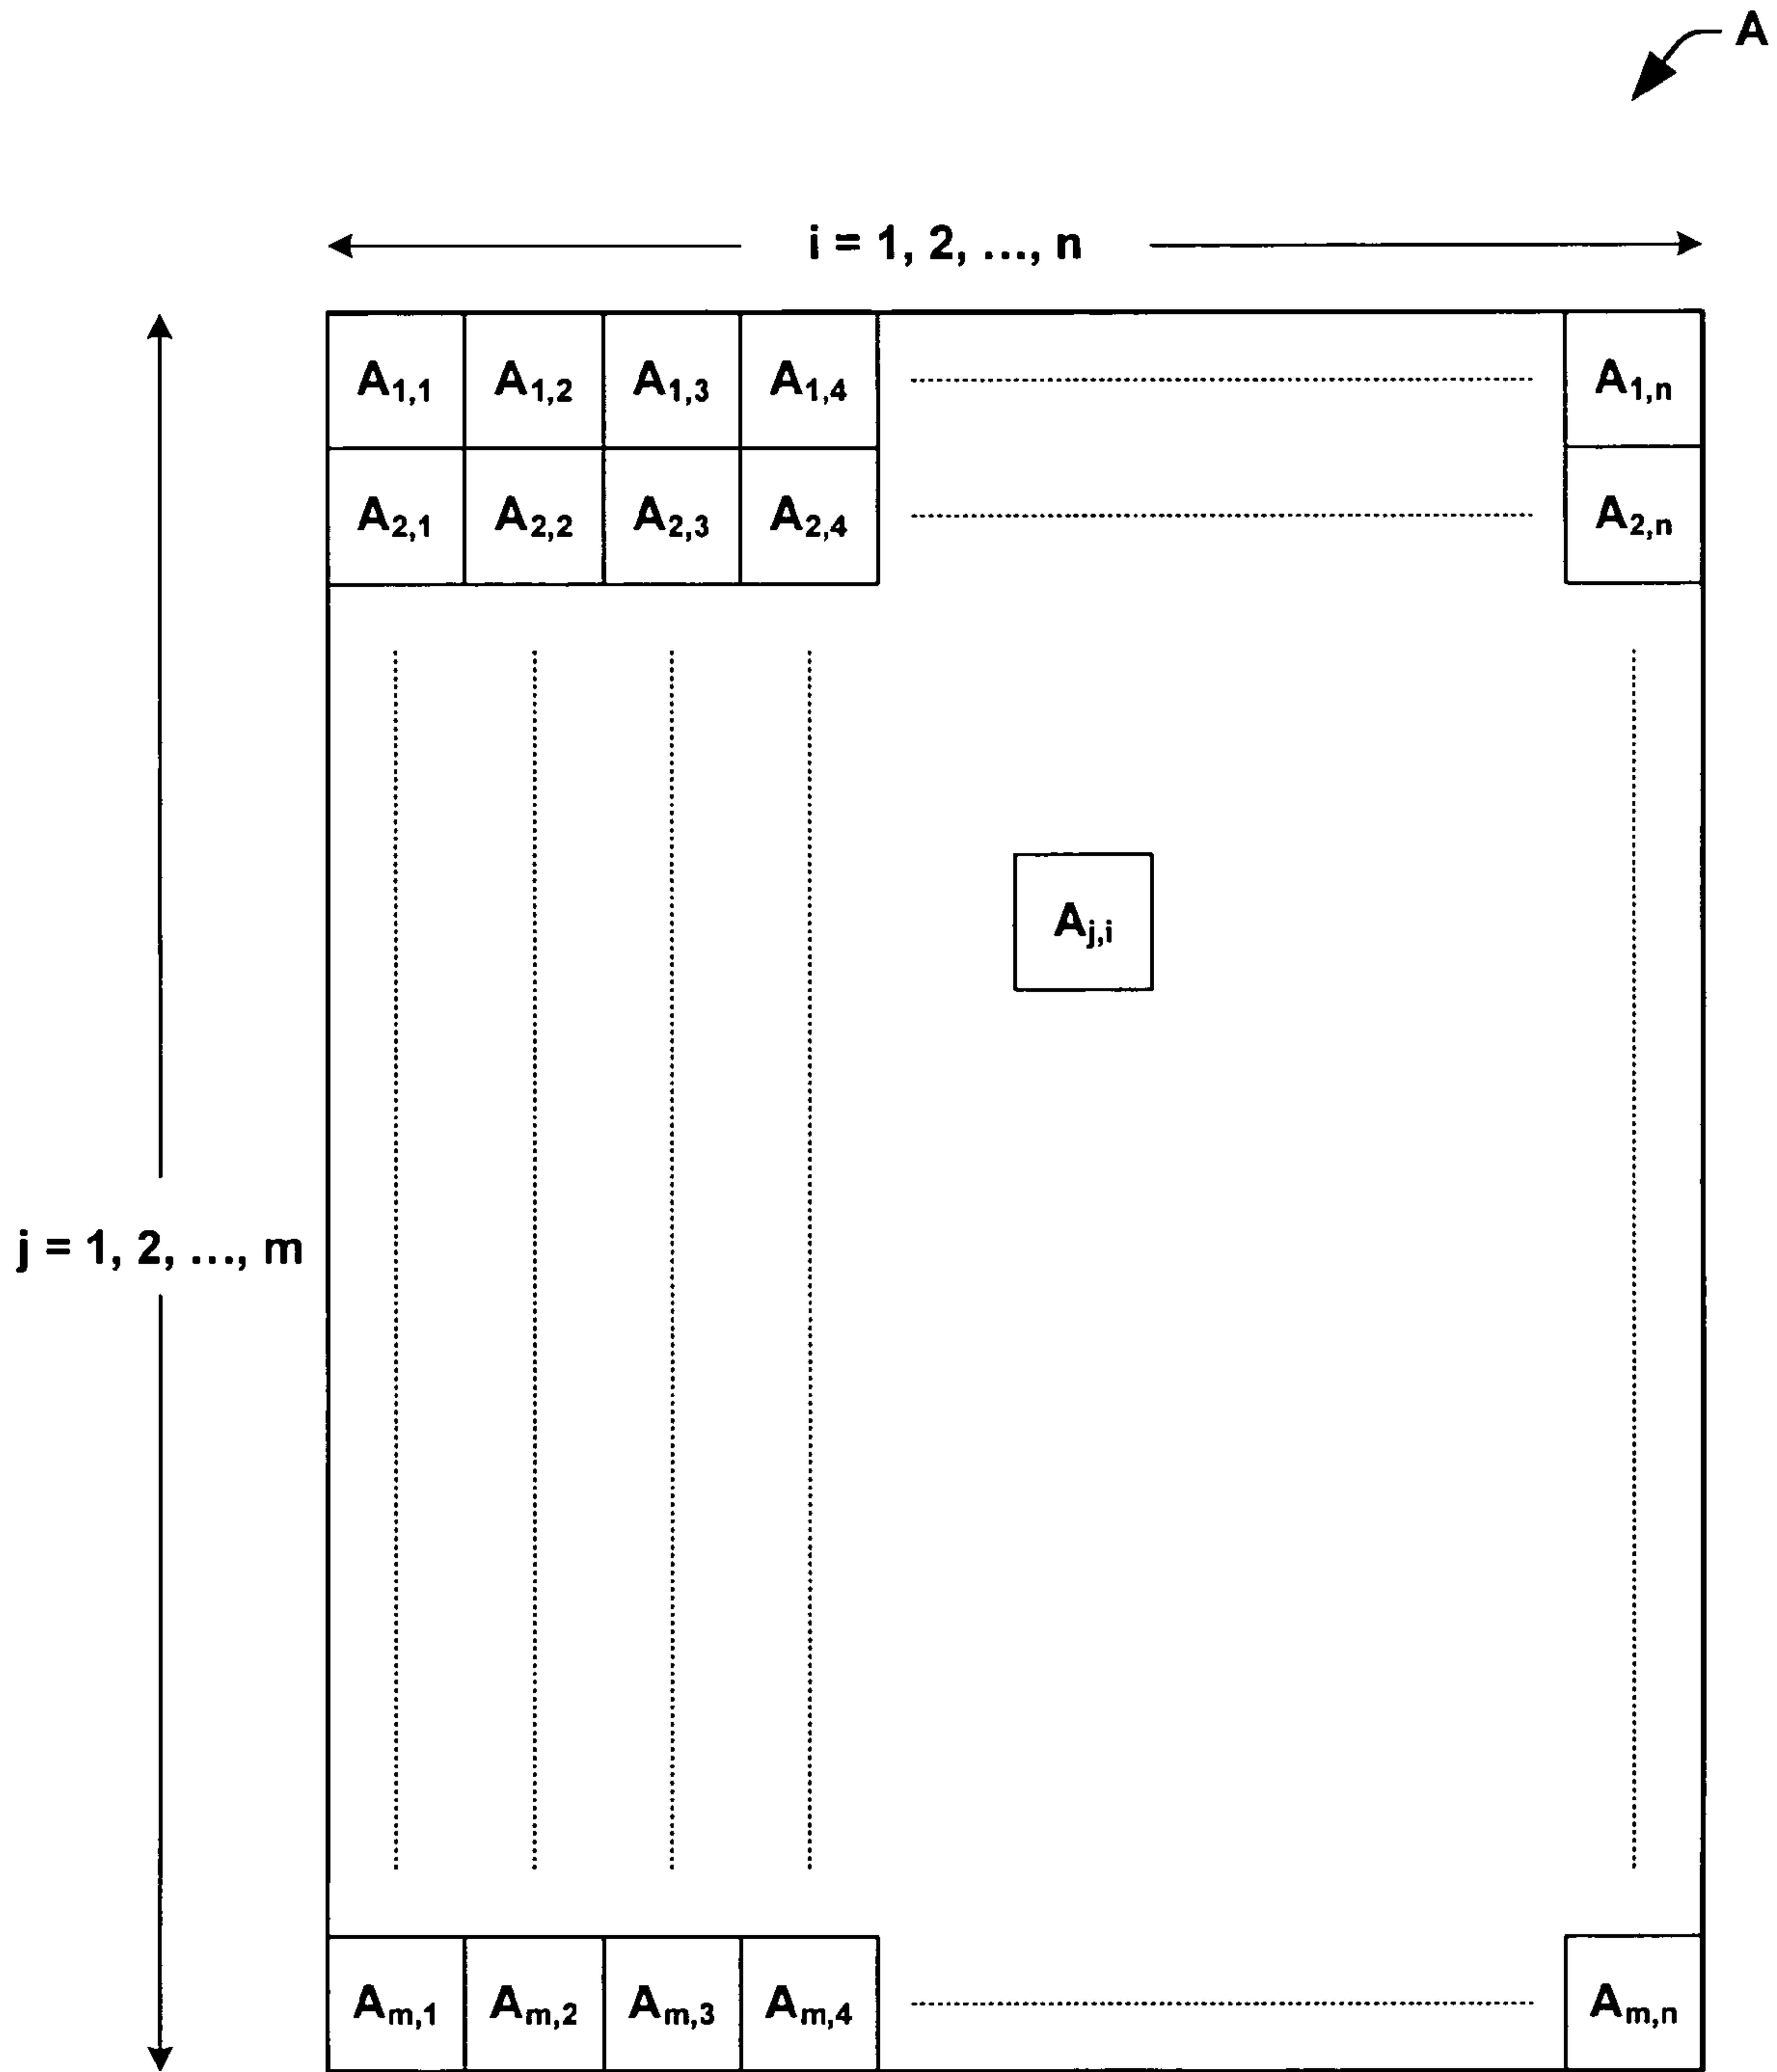 A
i = 1, 2, ..., n
A1,1 A1,2 A1,3 A1,4 A1,n
A2,1 A2,2 A2,3 A2,4 A2,n
Aj,i
j = 1, 2, ..., m
Am,1 Am,2 Am,3 Am,4 Am,n